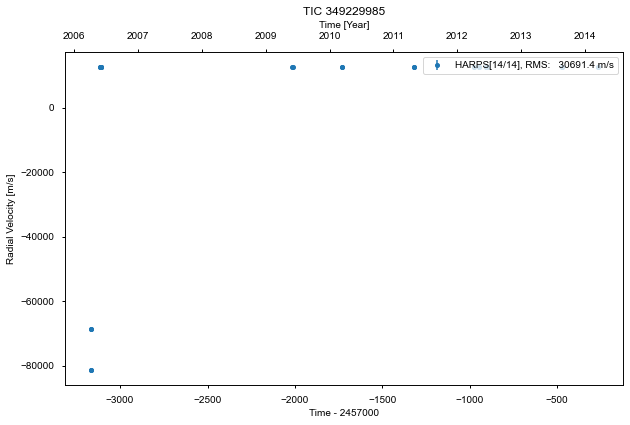 TIC 349229985
Time [Year]
2006 2007 2008 2009 2010 2011 2012 2013 2014
HARPS[14/14], RMS: 30691.4 m/s
Radial Velocity [m/s]
0
−20000
−40000
−60000
−80000
−3000 −2500 −2000 −1500 −1000 −500
Time - 2457000